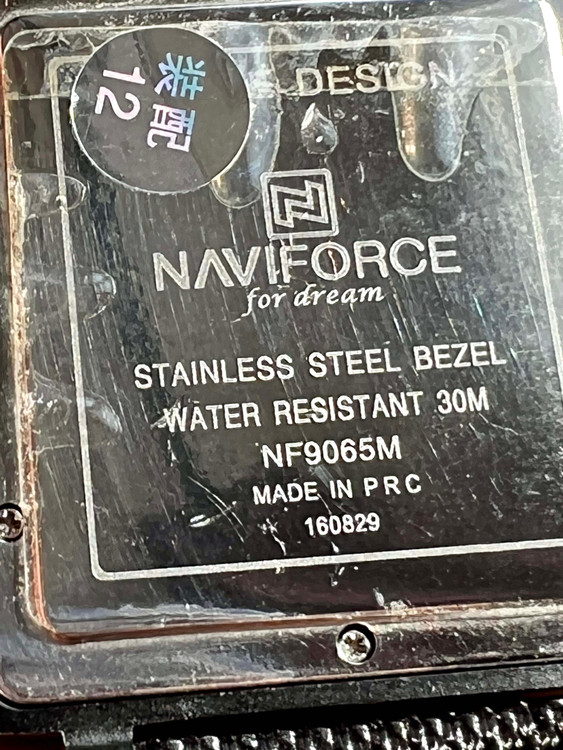 装配
12
DESIGN
NAVIFORCE
for dream
STAINLESS STEEL BEZEL
WATER RESISTANT 30M
NF9065M
MADE IN PRC
160829